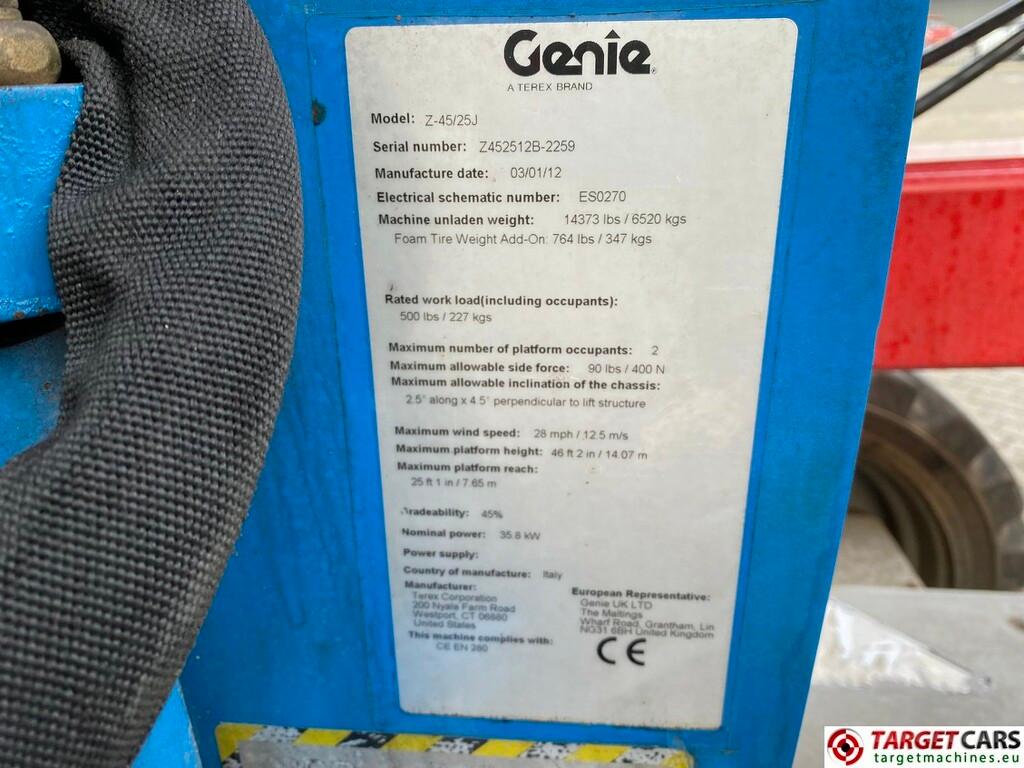 Genie
A TEREX BRAND
Model: Z-45/25J
Serial number: Z452512B-2259
Manufacture date: 03/01/12
Electrical schematic number: ES0270
Machine unladen weight: 14373 lbs / 6520 kgs
Foam Tire Weight Add-On: 764 lbs / 347 kgs
Rated work load(including occupants):
500 lbs / 227 kgs
Maximum number of platform occupants: 2
Maximum allowable side force: 90 lbs / 400 N
Maximum allowable inclination of the chassis:
2.5° along x 4.5° perpendicular to lift structure
Maximum wind speed: 28 mph / 12.5 m/s
Maximum platform height: 46 ft 2 in / 14.07 m
Maximum platform reach:
25 ft 1 in / 7.65 m
Gradeability: 45%
Nominal power: 35.8 kW
Power supply:
Country of manufacture: Italy
Manufacturer:
Terex Corporation
200 Nyala Farm Road
Westport, CT 06880
United States
This machine complies with:
CE EN 280
European Representative:
Genie UK LTD
The Maltings
Wharf Road, Grantham, Lin
NG31 6BH United Kingdom
CE
TARGET CARS
targetmachines.eu